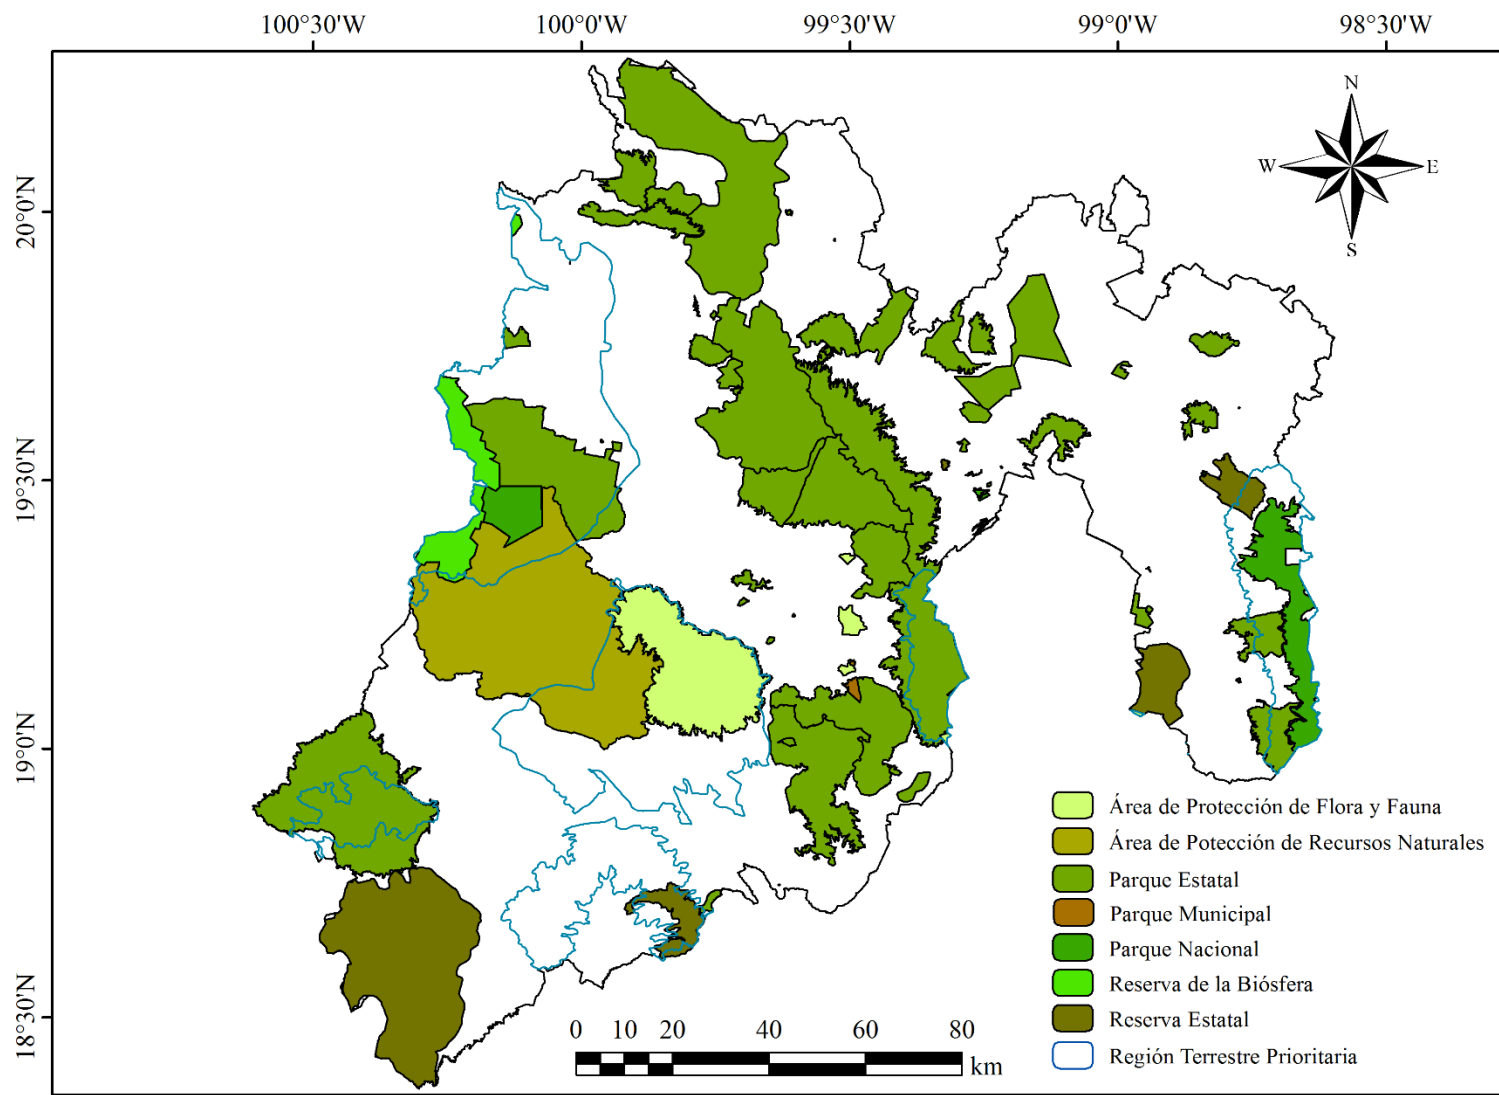 100°30'W 100°0'W 99°30'W 99°0'W 98°30'W
N
W E
S
20°0'N
19°30'N
19°0'N
18°30'N
Área de Protección de Flora y Fauna
Área de Potección de Recursos Naturales
Parque Estatal
Parque Municipal
Parque Nacional
Reserva de la Biósfera
Reserva Estatal
Región Terrestre Prioritaria
0 10 20 40 60 80
km